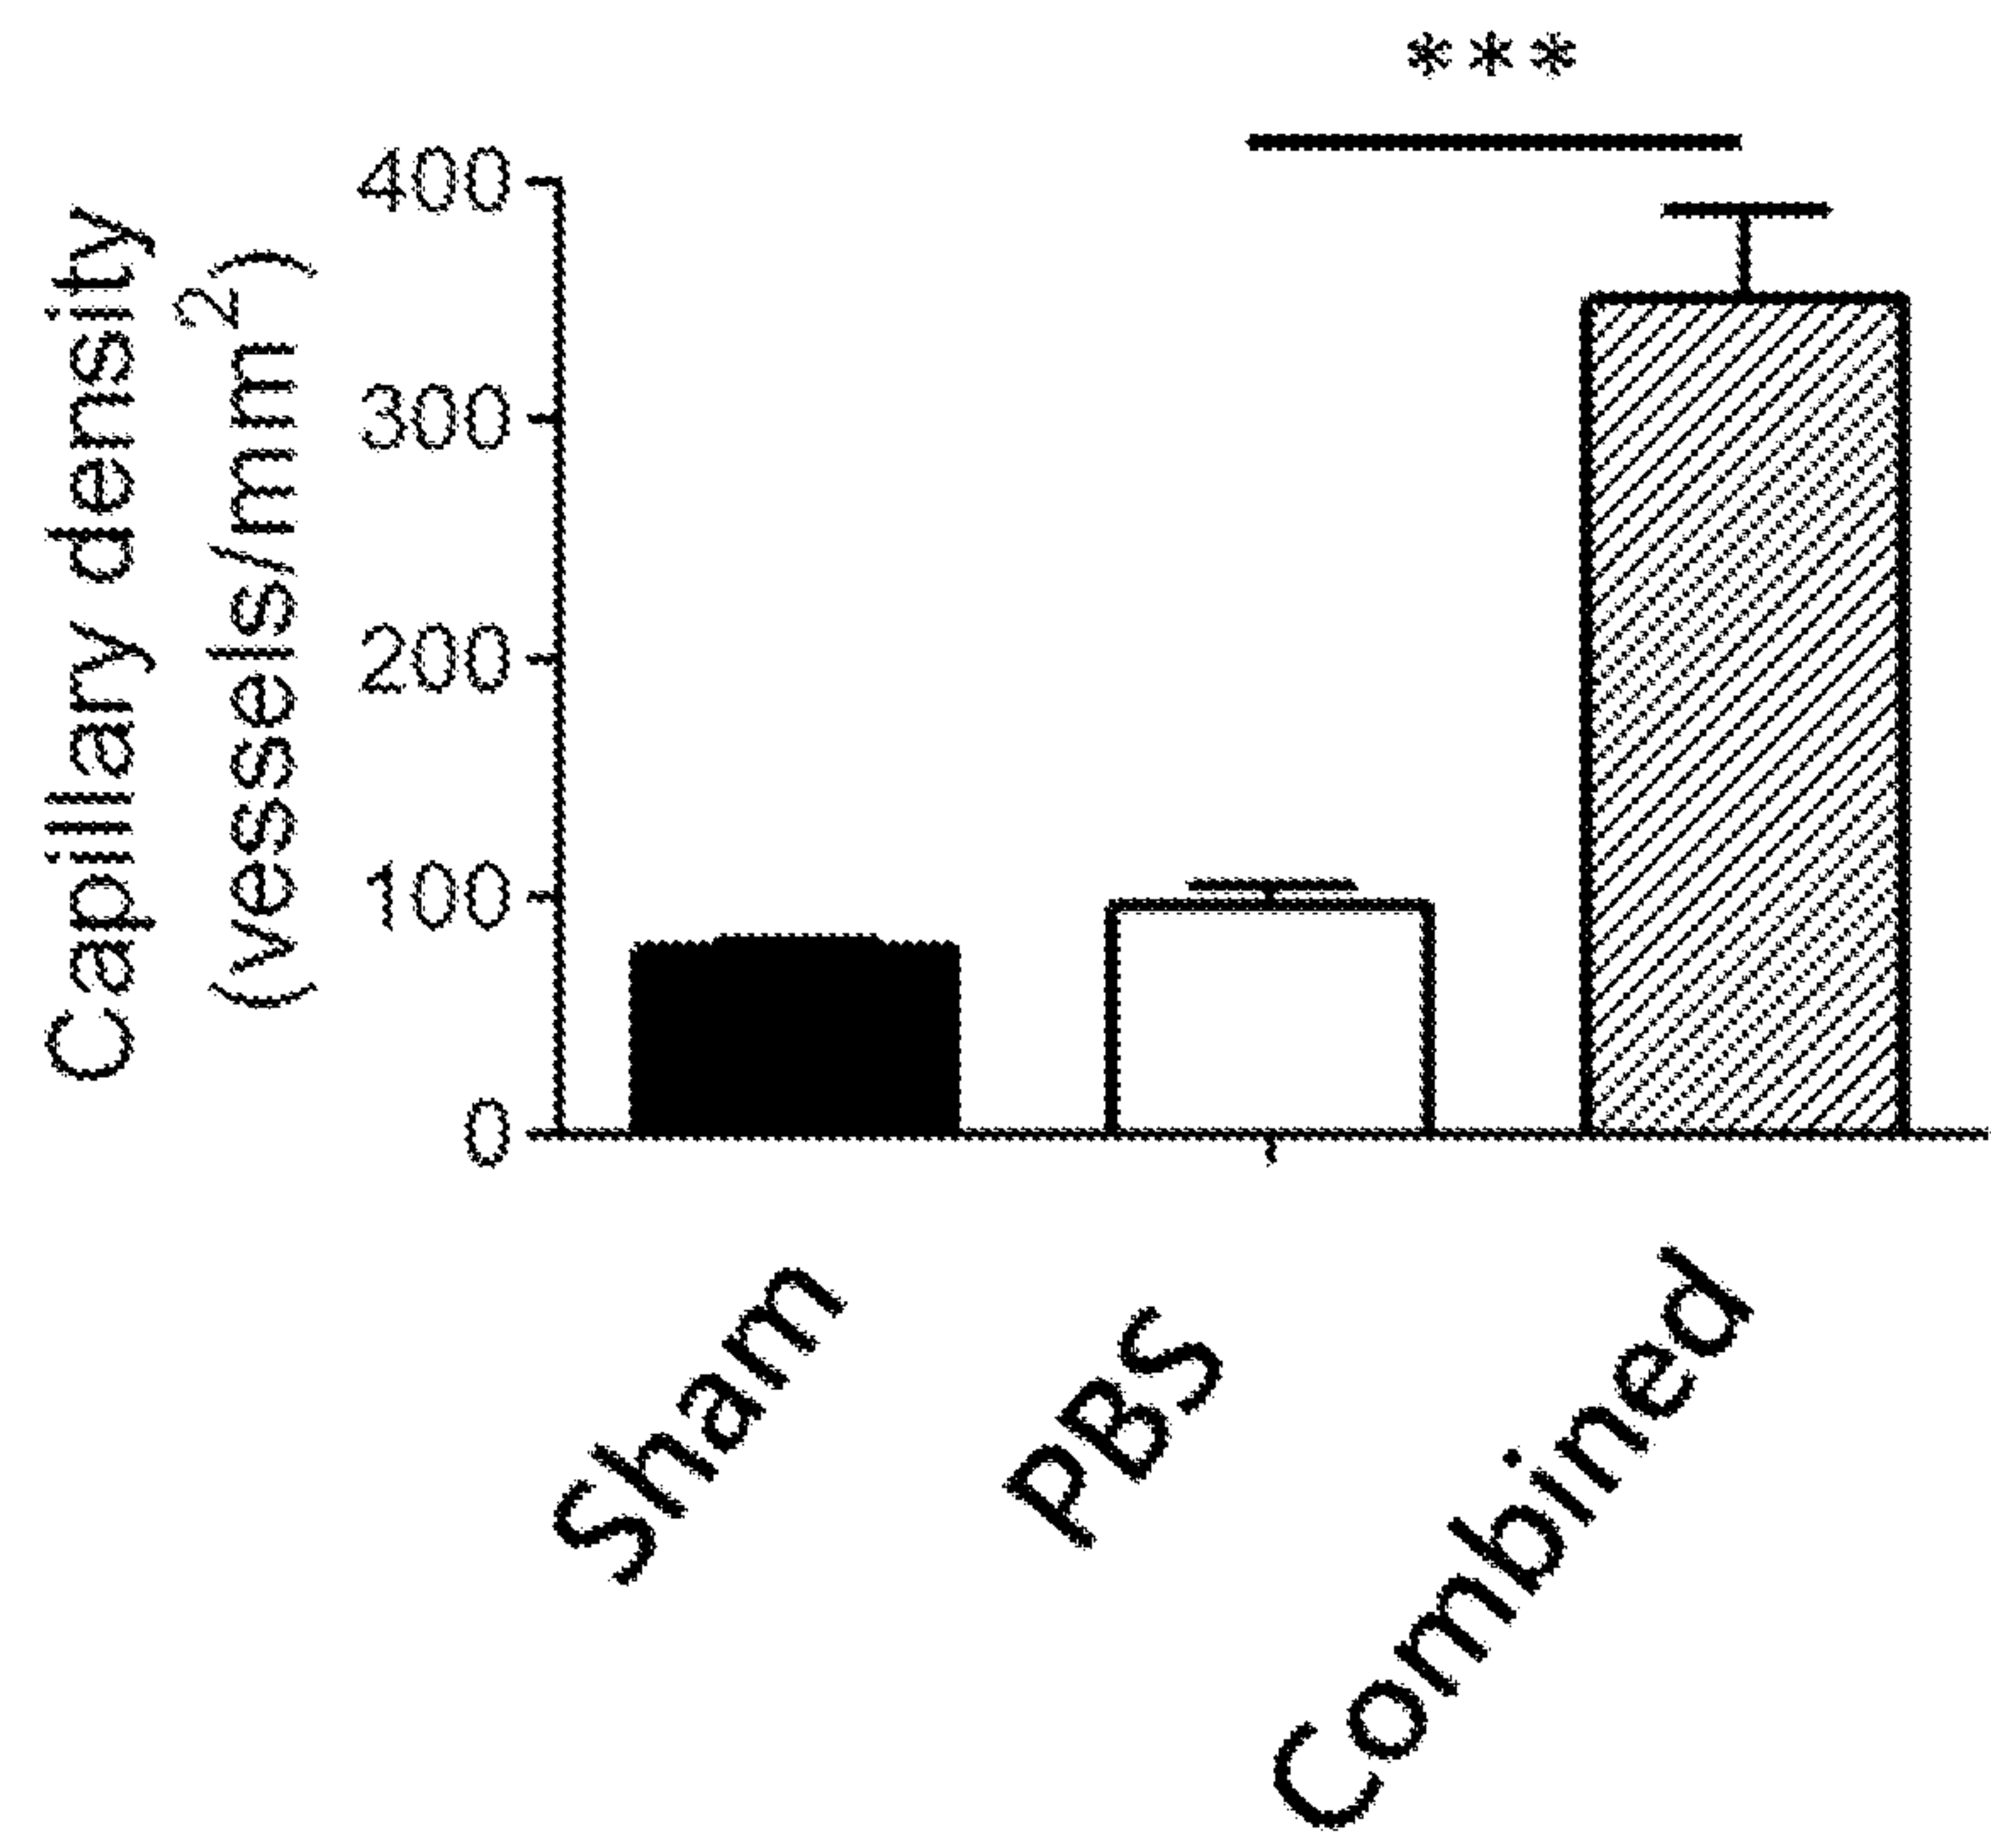 ***
Capillary density
(vessels/mm²)
400
300
200
100
0
Sham
PBS
Combined